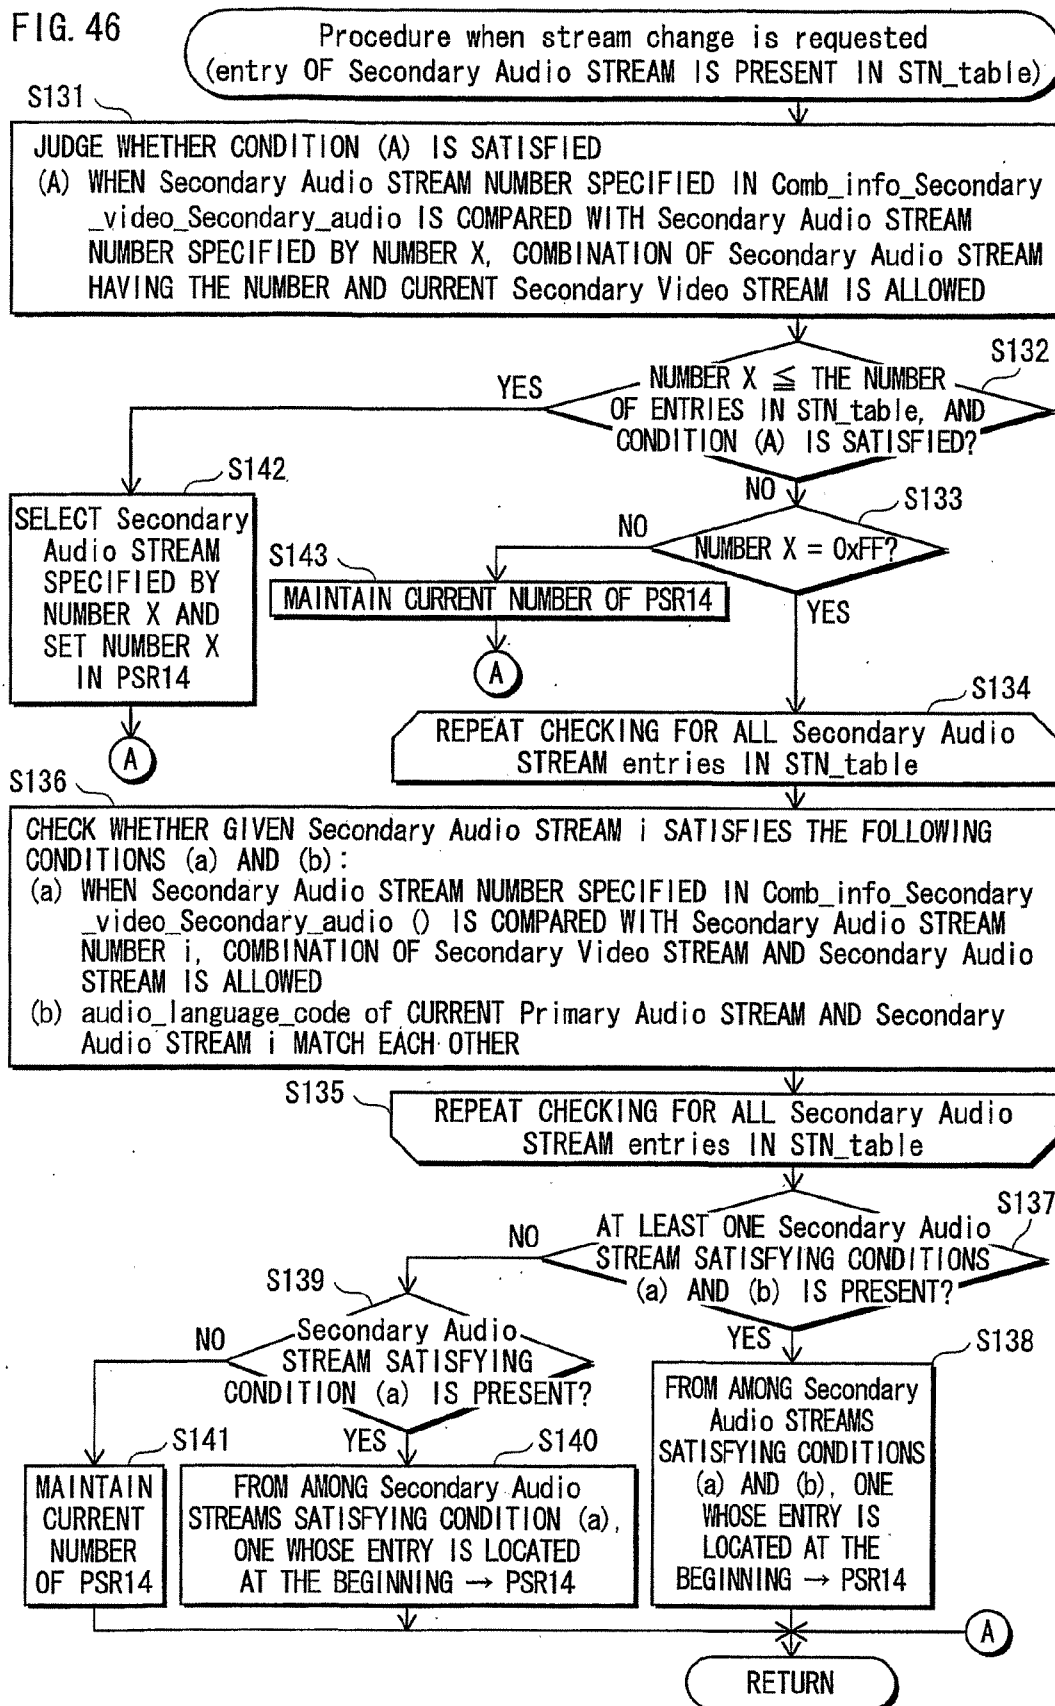 FIG. 46
Procedure when stream change is requested
(entry OF Secondary Audio STREAM IS PRESENT IN STN_table)
S131
JUDGE WHETHER CONDITION (A) IS SATISFIED
(A) WHEN Secondary Audio STREAM NUMBER SPECIFIED IN Comb_info_Secondary
_video_Secondary_audio IS COMPARED WITH Secondary Audio STREAM
NUMBER SPECIFIED BY NUMBER X, COMBINATION OF Secondary Audio STREAM
HAVING THE NUMBER AND CURRENT Secondary Video STREAM IS ALLOWED
S132
NUMBER X ≦ THE NUMBER
OF ENTRIES IN STN_table, AND
CONDITION (A) IS SATISFIED?
YES
NO
S142
SELECT Secondary
Audio STREAM
SPECIFIED BY
NUMBER X AND
SET NUMBER X
IN PSR14
A
S133
NUMBER X = 0xFF?
NO
YES
S143
MAINTAIN CURRENT NUMBER OF PSR14
A
S134
REPEAT CHECKING FOR ALL Secondary Audio
STREAM entries IN STN_table
S136
CHECK WHETHER GIVEN Secondary Audio STREAM i SATISFIES THE FOLLOWING
CONDITIONS (a) AND (b):
(a) WHEN Secondary Audio STREAM NUMBER SPECIFIED IN Comb_info_Secondary
_video_Secondary_audio () IS COMPARED WITH Secondary Audio STREAM
NUMBER i, COMBINATION OF Secondary Video STREAM AND Secondary Audio
STREAM IS ALLOWED
(b) audio_language_code of CURRENT Primary Audio STREAM AND Secondary
Audio STREAM i MATCH EACH OTHER
S135
REPEAT CHECKING FOR ALL Secondary Audio
STREAM entries IN STN_table
S137
AT LEAST ONE Secondary Audio
STREAM SATISFYING CONDITIONS
(a) AND (b) IS PRESENT?
NO
YES
S139
Secondary Audio
STREAM SATISFYING
CONDITION (a) IS PRESENT?
NO
YES
S138
FROM AMONG Secondary
Audio STREAMS
SATISFYING CONDITIONS
(a) AND (b), ONE
WHOSE ENTRY IS
LOCATED AT THE
BEGINNING → PSR14
S141
MAINTAIN
CURRENT
NUMBER
OF PSR14
S140
FROM AMONG Secondary Audio
STREAMS SATISFYING CONDITION (a),
ONE WHOSE ENTRY IS LOCATED
AT THE BEGINNING → PSR14
A
RETURN